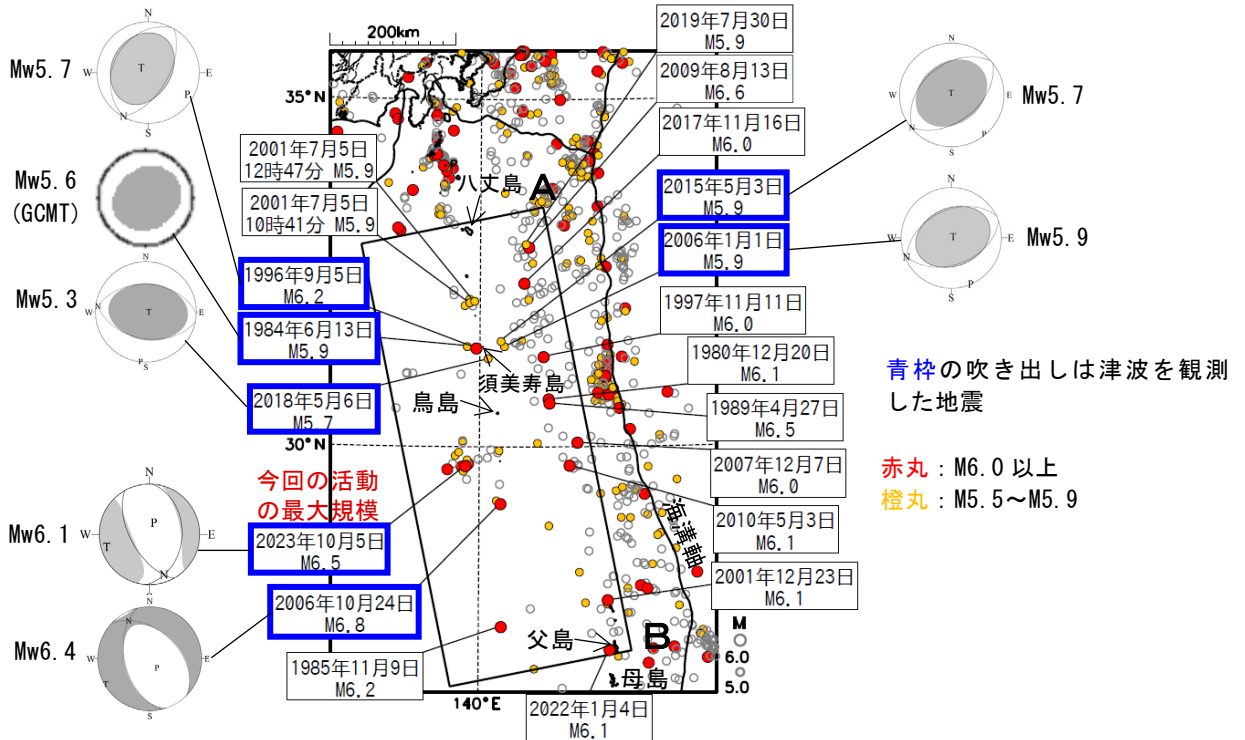 200km
35°N
30°N
140°E
A
B
八丈島
須美寿島
鳥島
父島
母島
海溝軸
M
6.0
5.0
2019年7月30日
M5.9
2009年8月13日
M6.6
2017年11月16日
M6.0
2015年5月3日
M5.9
2006年1月1日
M5.9
1997年11月11日
M6.0
1980年12月20日
M6.1
1989年4月27日
M6.5
2007年12月7日
M6.0
2010年5月3日
M6.1
2001年12月23日
M6.1
2022年1月4日
M6.1
2001年7月5日
12時47分 M5.9
2001年7月5日
10時41分 M5.9
1996年9月5日
M6.2
1984年6月13日
M5.9
2018年5月6日
M5.7
今回の活動
の最大規模
2023年10月5日
M6.5
2006年10月24日
M6.8
1985年11月9日
M6.2
Mw5.7
W
T
E
P
N
S
Mw5.6
(GCMT)
Mw5.3
N
W
N
T
E
P
S
Mw6.1
N
W
P
E
T
N
Mw6.4
N
N
W
P
E
T
S
Mw5.7
W
T
E
N
P
S
Mw5.9
W
T
E
N
P
S
青枠の吹き出しは津波を観測
した地震
赤丸：M6.0以上
橙丸：M5.5～M5.9